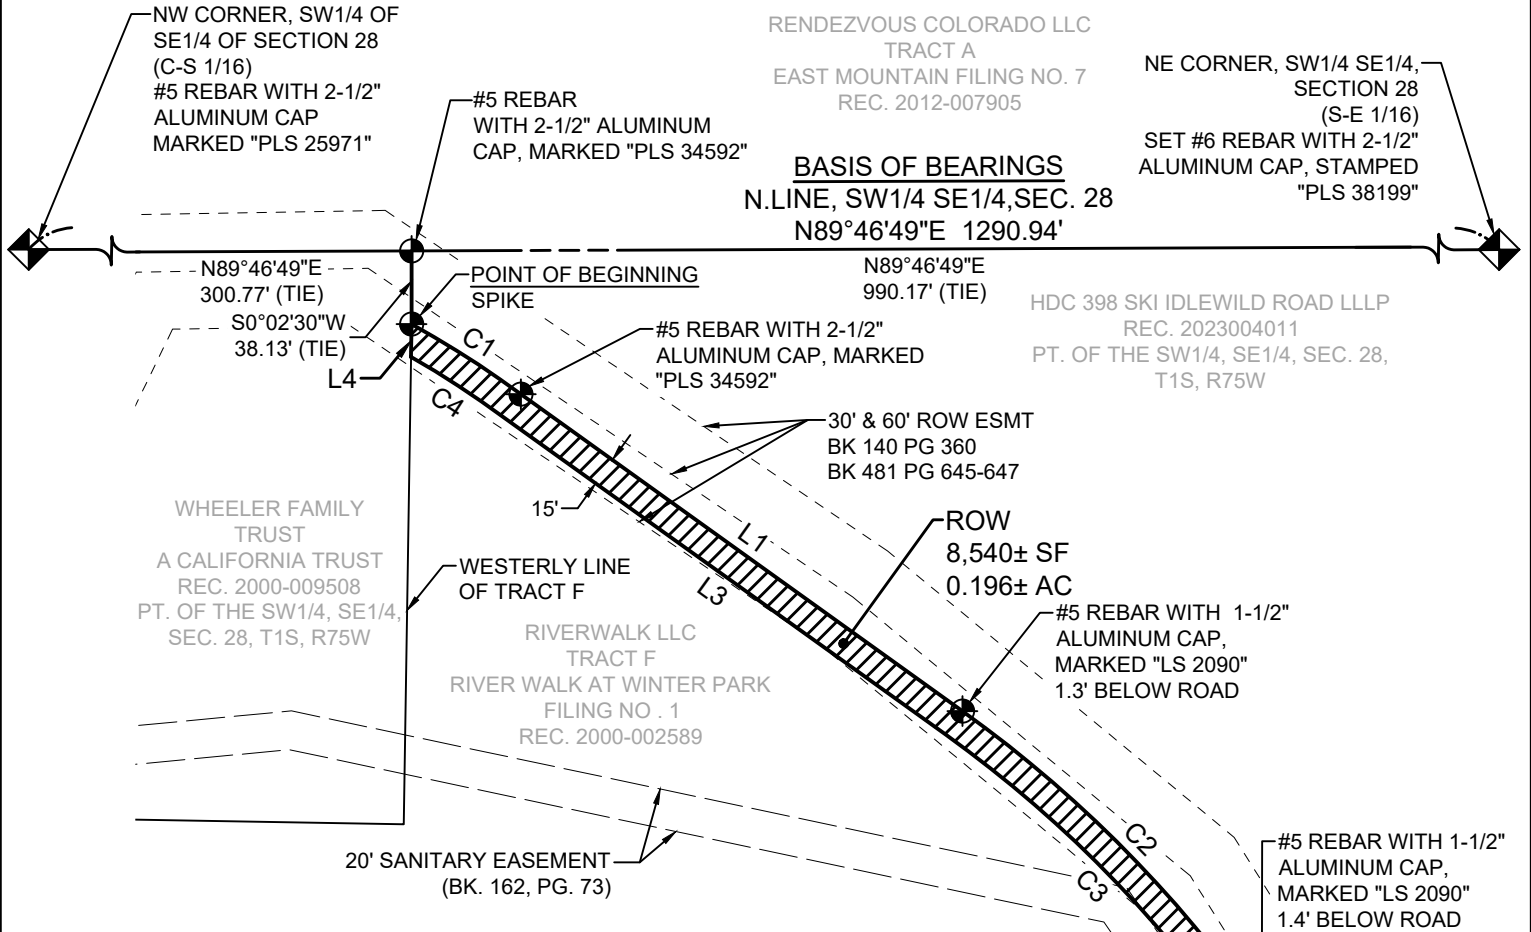 NW CORNER, SW1/4 OF
SE1/4 OF SECTION 28
(C-S 1/16)
#5 REBAR WITH 2-1/2"
ALUMINUM CAP
MARKED "PLS 25971"
#5 REBAR
WITH 2-1/2" ALUMINUM
CAP, MARKED "PLS 34592"
RENDEZVOUS COLORADO LLC
TRACT A
EAST MOUNTAIN FILING NO. 7
REC. 2012-007905
NE CORNER, SW1/4 SE1/4,
SECTION 28
(S-E 1/16)
SET #6 REBAR WITH 2-1/2"
ALUMINUM CAP, STAMPED
"PLS 38199"
BASIS OF BEARINGS
N.LINE, SW1/4 SE1/4,SEC. 28
N89°46'49"E 1290.94'
N89°46'49"E
300.77' (TIE)
S0°02'30"W
38.13' (TIE)
POINT OF BEGINNING
SPIKE
N89°46'49"E
990.17' (TIE)
HDC 398 SKI IDLEWILD ROAD LLLP
REC. 2023004011
PT. OF THE SW1/4, SE1/4, SEC. 28,
T1S, R75W
L4
C1
C4
#5 REBAR WITH 2-1/2"
ALUMINUM CAP, MARKED
"PLS 34592"
30' & 60' ROW ESMT
BK 140 PG 360
BK 481 PG 645-647
15'
L1
L3
ROW
8,540± SF
0.196± AC
WHEELER FAMILY
TRUST
A CALIFORNIA TRUST
REC. 2000-009508
PT. OF THE SW1/4, SE1/4,
SEC. 28, T1S, R75W
WESTERLY LINE
OF TRACT F
RIVERWALK LLC
TRACT F
RIVER WALK AT WINTER PARK
FILING NO . 1
REC. 2000-002589
#5 REBAR WITH 1-1/2"
ALUMINUM CAP,
MARKED "LS 2090"
1.3' BELOW ROAD
C2
C3
20' SANITARY EASEMENT
(BK. 162, PG. 73)
#5 REBAR WITH 1-1/2"
ALUMINUM CAP,
MARKED "LS 2090"
1.4' BELOW ROAD